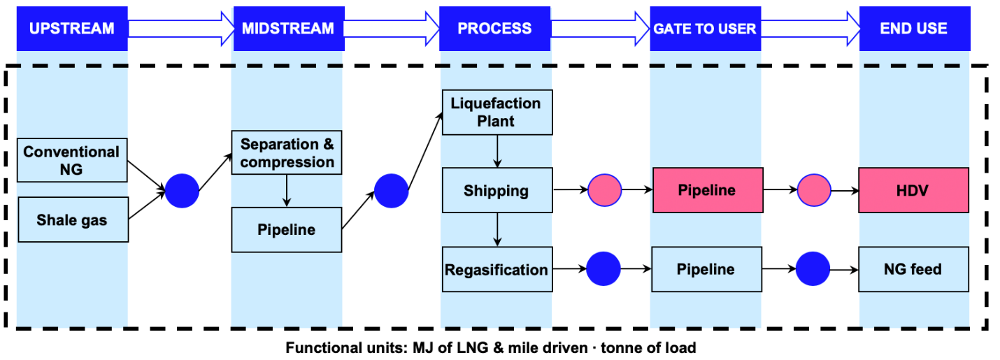 UPSTREAM
MIDSTREAM
PROCESS
GATE TO USER
END USE
Conventional
NG
Shale gas
Separation &
compression
Pipeline
Liquefaction
Plant
Shipping
Regasification
Pipeline
Pipeline
HDV
NG feed
Functional units: MJ of LNG & mile driven · tonne of load